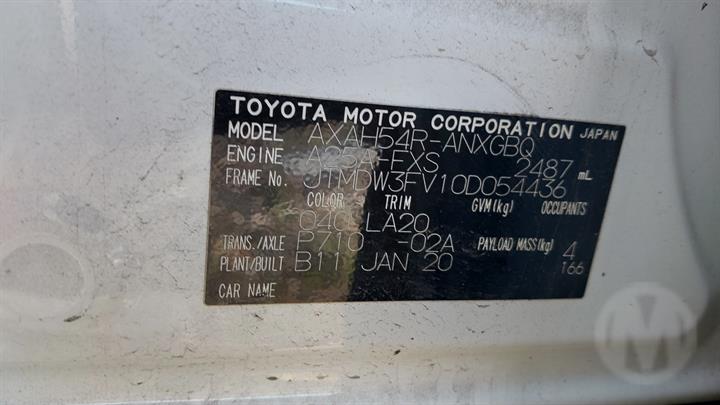 TOYOTA MOTOR CORPORATION JAPAN
MODEL AXAH54R-ANXGBQ
ENGINE A25A-FXS 2487 mL
FRAME NO. JTMDW3FV10D054436
COLOR TRIM GVM(kg) OCCUPANTS
040 LA20
TRANS./AXLE P710 -02A PAYLOAD MASS(kg) 4
PLANT/BUILT B11 JAN 20 166
CAR NAME
M